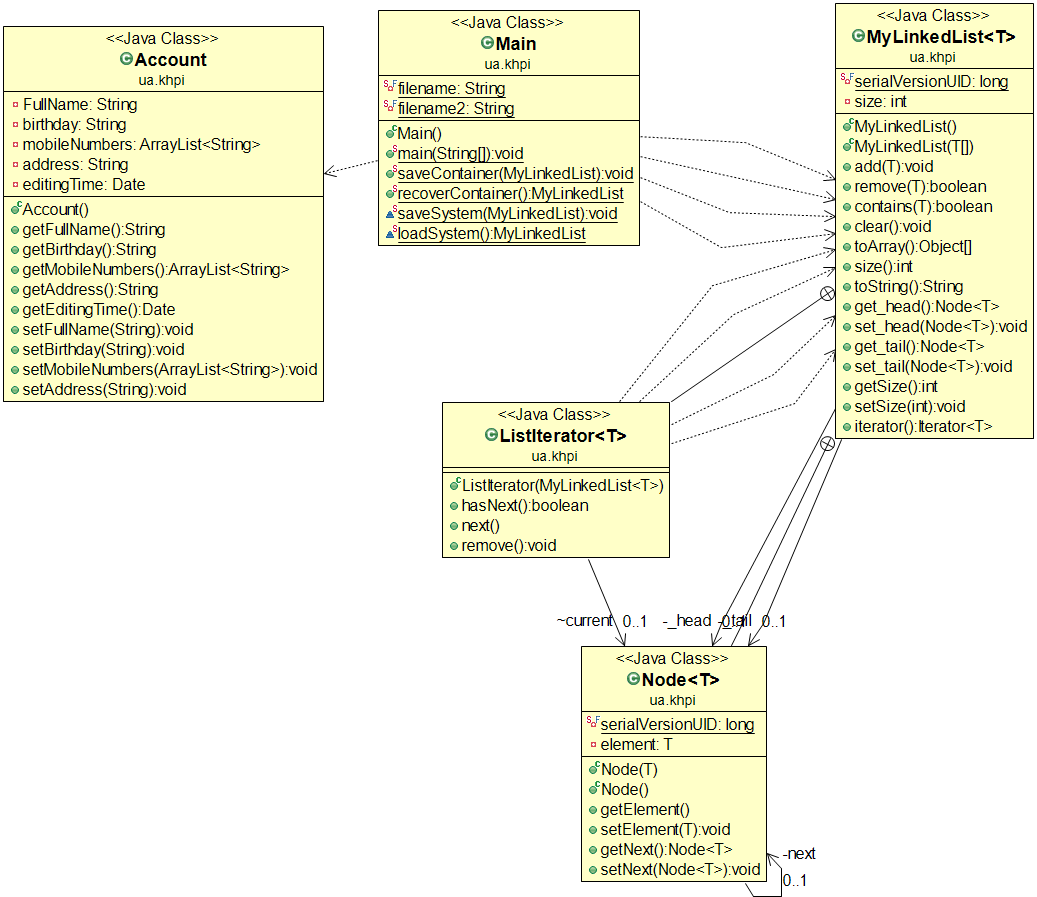 <<Java Class>>
Account
ua.khpi
FullName: String
birthday: String
mobileNumbers: ArrayList<String>
address: String
editingTime: Date
Account()
getFullName():String
getBirthday():String
getMobileNumbers():ArrayList<String>
getAddress():String
getEditingTime():Date
setFullName(String):void
setBirthday(String):void
setMobileNumbers(ArrayList<String>):void
setAddress(String):void
<<Java Class>>
Main
ua.khpi
filename: String
filename2: String
Main()
main(String[]):void
saveContainer(MyLinkedList):void
recoverContainer():MyLinkedList
saveSystem(MyLinkedList):void
loadSystem():MyLinkedList
<<Java Class>>
MyLinkedList<T>
ua.khpi
serialVersionUID: long
size: int
MyLinkedList()
MyLinkedList(T[])
add(T):void
remove(T):boolean
contains(T):boolean
clear():void
toArray():Object[]
size():int
toString():String
get_head():Node<T>
set_head(Node<T>):void
get_tail():Node<T>
set_tail(Node<T>):void
getSize():int
setSize(int):void
iterator():Iterator<T>
<<Java Class>>
ListIterator<T>
ua.khpi
ListIterator(MyLinkedList<T>)
hasNext():boolean
next()
remove():void
~current 0..1 -_head -_tail 0..1
<<Java Class>>
Node<T>
ua.khpi
serialVersionUID: long
element: T
Node(T)
Node()
getElement()
setElement(T):void
getNext():Node<T>
setNext(Node<T>):void
-next
0..1